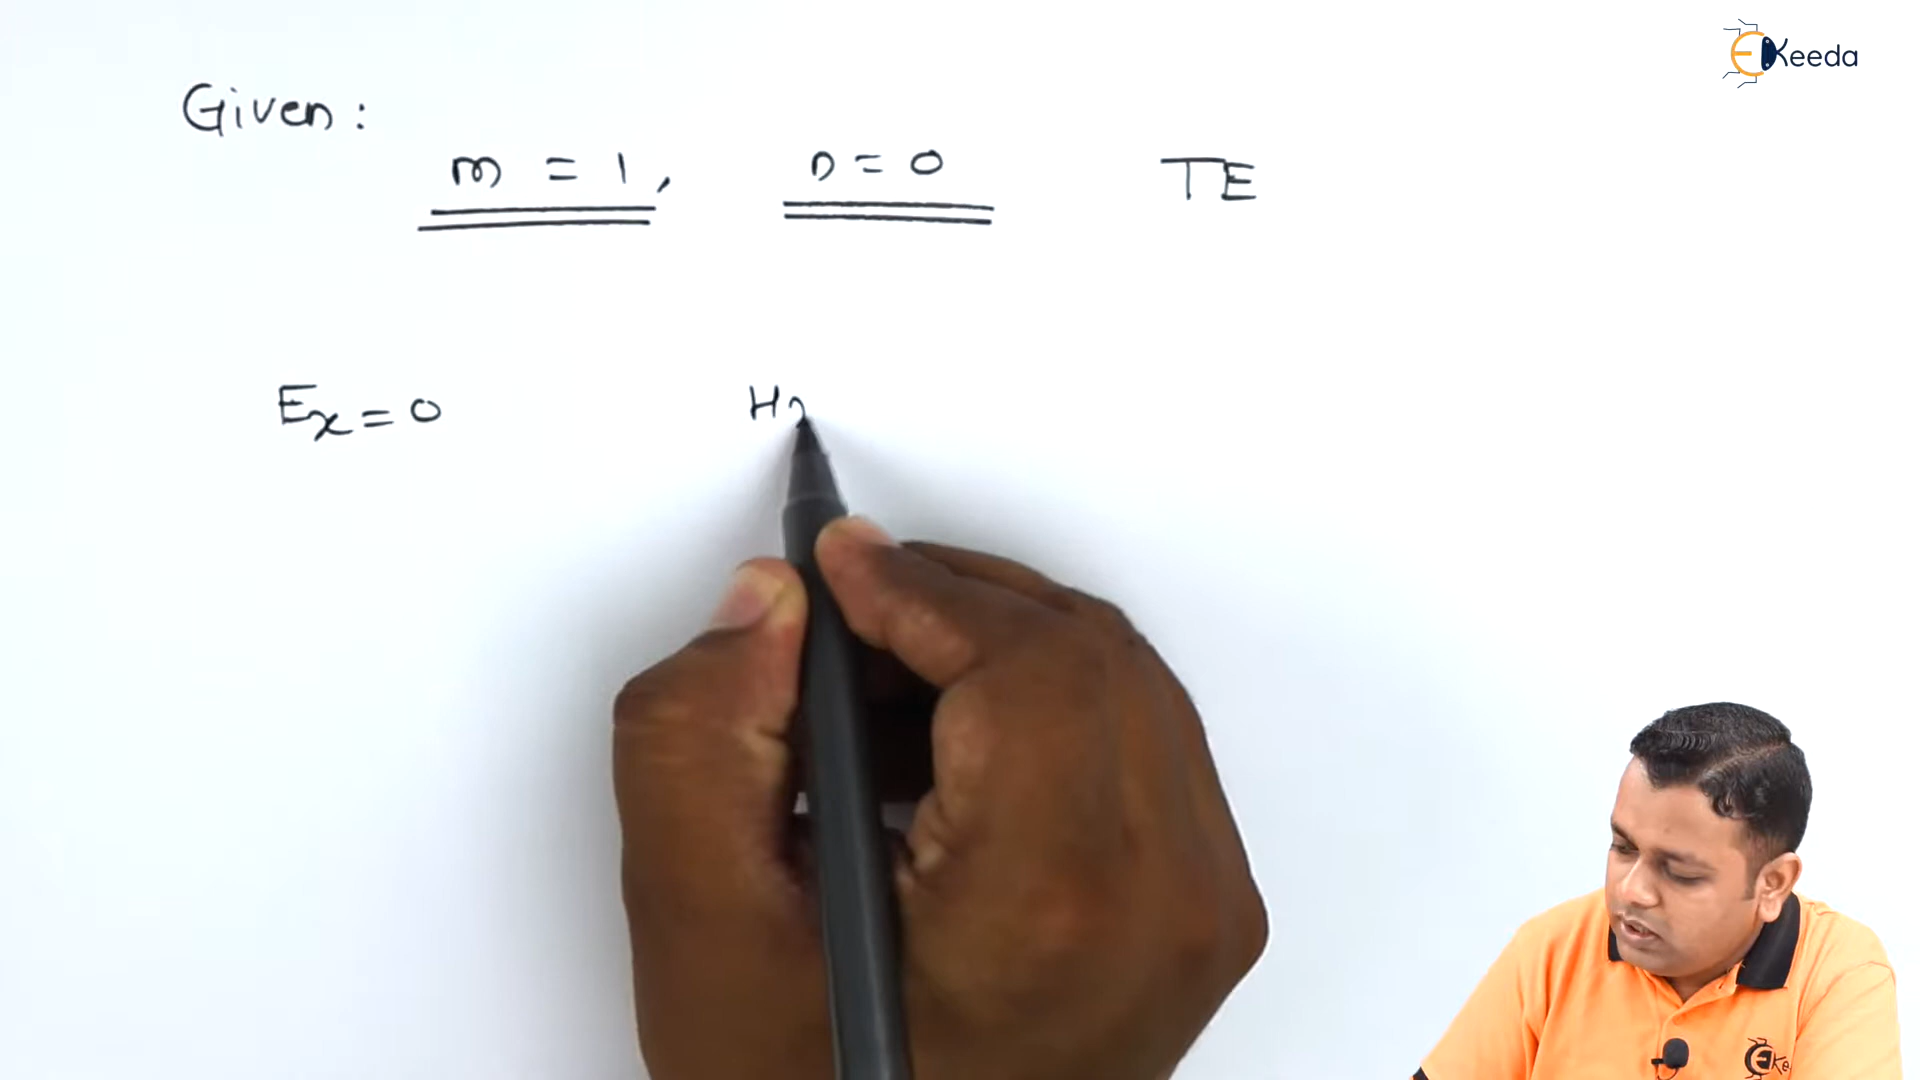 EKeeda
Given:
m = 1, n = 0 TE
Ex = 0 H